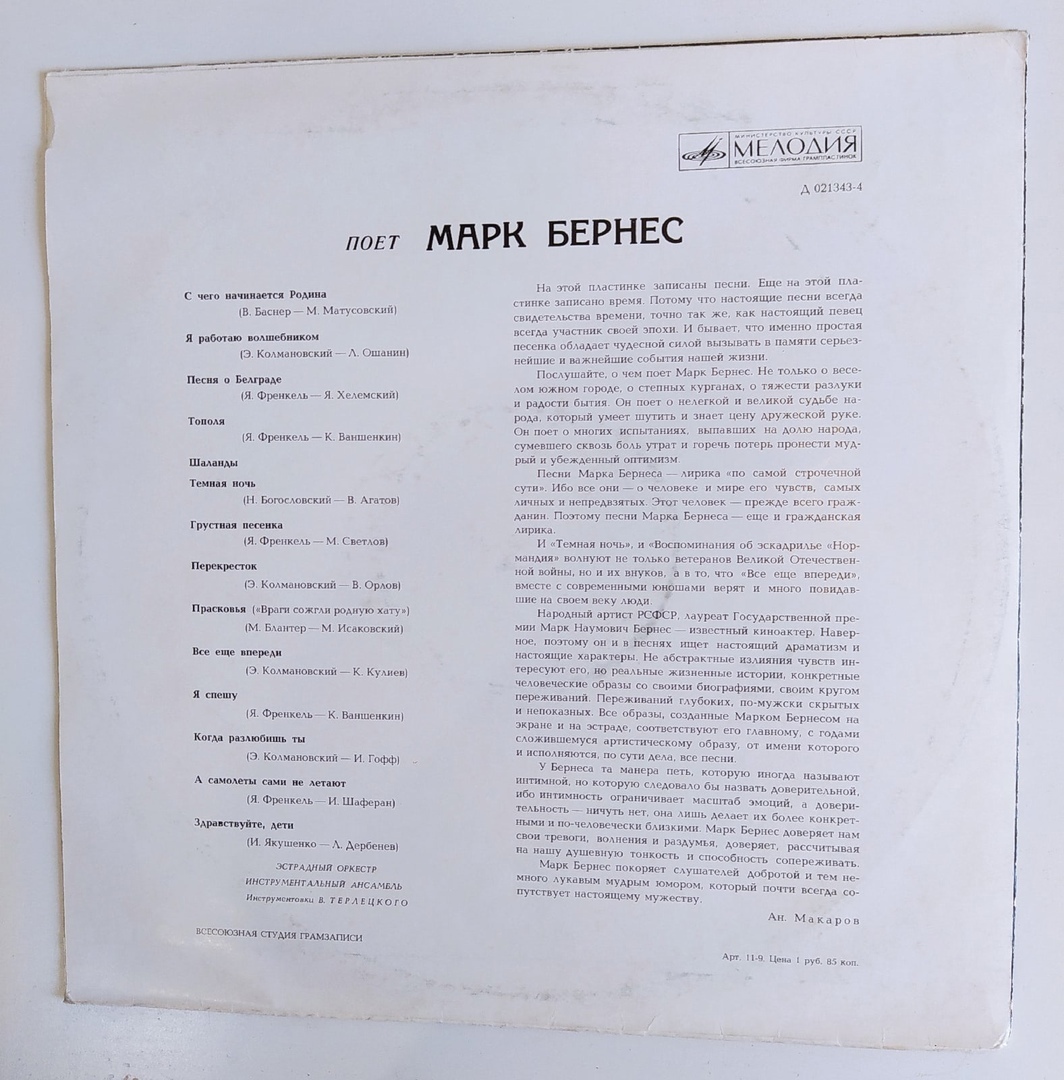 МИНИСТЕРСТВО КУЛЬТУРЫ СССР
МЕЛОДИЯ
ВСЕСОЮЗНАЯ ФИРМА ГРАМПЛАСТИНОК
Д 021343-4
ПОЕТ МАРК БЕРНЕС
С чего начинается Родина
(В. Баснер — М. Матусовский)
Я работаю волшебником
(Э. Колмановский — Л. Ошанин)
Песня о Белграде
(Я. Френкель — Я. Хелемский)
Тополя
(Я. Френкель — К. Ваншенкин)
Шаланды
Темная ночь
(Н. Богословский — В. Агатов)
Грустная песенка
(Я. Френкель — М. Светлов)
Перекресток
(Э. Колмановский — В. Орлов)
Прасковья («Враги сожгли родную хату»)
(М. Блантер — М. Исаковский)
Все еще впереди
(Э. Колмановский — К. Кулиев)
Я спешу
(Я. Френкель — К. Ваншенкин)
Когда разлюбишь ты
(Э. Колмановский — И. Гофф)
А самолеты сами не летают
(Я. Френкель — И. Шаферан)
Здравствуйте, дети
(И. Якушенко — Л. Дербенев)
ЭСТРАДНЫЙ ОРКЕСТР
ИНСТРУМЕНТАЛЬНЫЙ АНСАМБЛЬ
Инструментовки В. ТЕРЛЕЦКОГО
ВСЕСОЮЗНАЯ СТУДИЯ ГРАМЗАПИСИ
На этой пластинке записаны песни. Еще на этой пла-
стинке записано время. Потому что настоящие песни всегда
свидетельства времени, точно так же, как настоящий певец
всегда участник своей эпохи. И бывает, что именно простая
песенка обладает чудесной силой вызывать в памяти серьез-
нейшие и важнейшие события нашей жизни.
Послушайте, о чем поет Марк Бернес. Не только о весе-
лом южном городе, о степных курганах, о тяжести разлуки
и радости бытия. Он поет о нелегкой и великой судьбе на-
рода, который умеет шутить и знает цену дружеской руке.
Он поет о многих испытаниях, выпавших на долю народа,
сумевшего сквозь боль утрат и горечь потерь пронести муд-
рый и убежденный оптимизм.
Песни Марка Бернеса — лирика «по самой строчечной
сути». Ибо все они — о человеке и мире его чувств, самых
личных и непредвзятых. Этот человек — прежде всего граж-
данин. Поэтому песни Марка Бернеса — еще и гражданская
лирика.
И «Темная ночь», и «Воспоминания об эскадрилье «Нор-
мандия» волнуют не только ветеранов Великой Отечествен-
ной войны, но и их внуков, а в то, что «Все еще впереди»,
вместе с современными юношами верят и много повидав-
шие на своем веку люди.
Народный артист РСФСР, лауреат Государственной пре-
мии Марк Наумович Бернес — известный киноактер. Навер-
ное, поэтому он и в песнях ищет настоящий драматизм и
настоящие характеры. Не абстрактные излияния чувств ин-
тересуют его, но реальные жизненные истории, конкретные
человеческие образы со своими биографиями, своим кругом
переживаний. Переживаний глубоких, по-мужски скрытых
и непоказных. Все образы, созданные Марком Бернесом на
экране и на эстраде, соответствуют его главному, с годами
сложившемуся артистическому образу, от имени которого
и исполняются, по сути дела, все песни.
У Бернеса та манера петь, которую иногда называют
интимной, но которую следовало бы назвать доверительной,
ибо интимность ограничивает масштаб эмоций, а довери-
тельность — ничуть нет, она лишь делает их более конкрет-
ными и по-человечески близкими. Марк Бернес доверяет нам
свои тревоги, волнения и раздумья, доверяет, рассчитывая
на нашу душевную тонкость и способность сопереживать.
Марк Бернес покоряет слушателей добротой и тем не-
много лукавым мудрым юмором, который почти всегда со-
путствует настоящему мужеству.
Ан. Макаров
Арт. 11-9. Цена 1 руб. 85 коп.